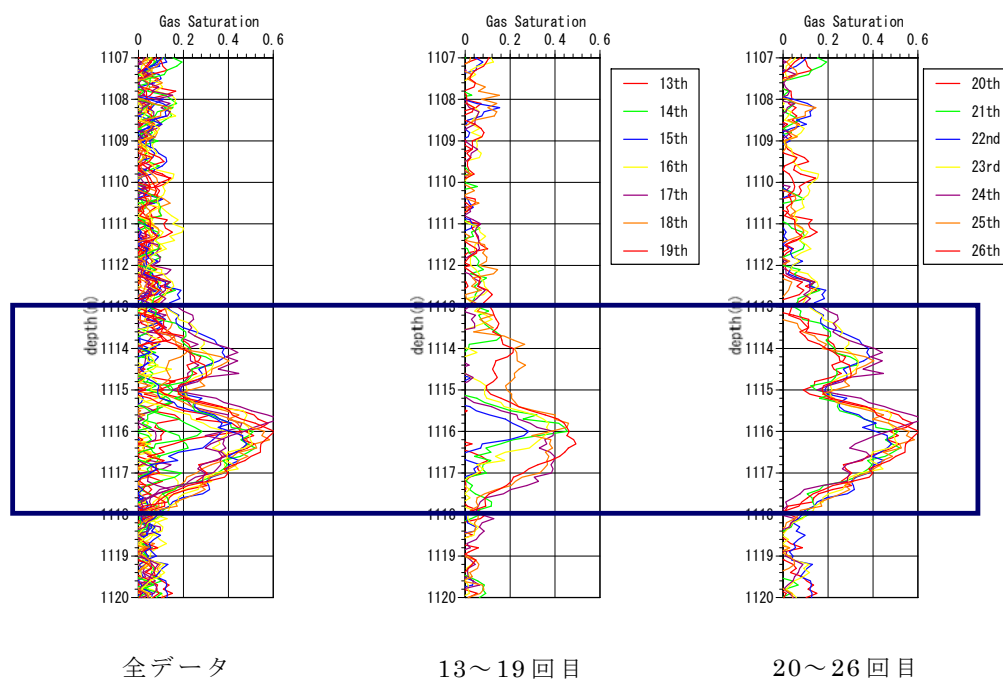 Gas Saturation
0 0.2 0.4 0.6
1107
1108
1109
1110
1111
1112
1113
1114
1115
1116
1117
1118
1119
1120
depth(m)
全データ
Gas Saturation
0 0.2 0.4 0.6
1107
1108
1109
1110
1111
1112
1113
1114
1115
1116
1117
1118
1119
1120
depth(m)
13th
14th
15th
16th
17th
18th
19th
13～19回目
Gas Saturation
0 0.2 0.4 0.6
1107
1108
1109
1110
1111
1112
1113
1114
1115
1116
1117
1118
1119
1120
depth(m)
20th
21th
22nd
23rd
24th
25th
26th
20～26回目